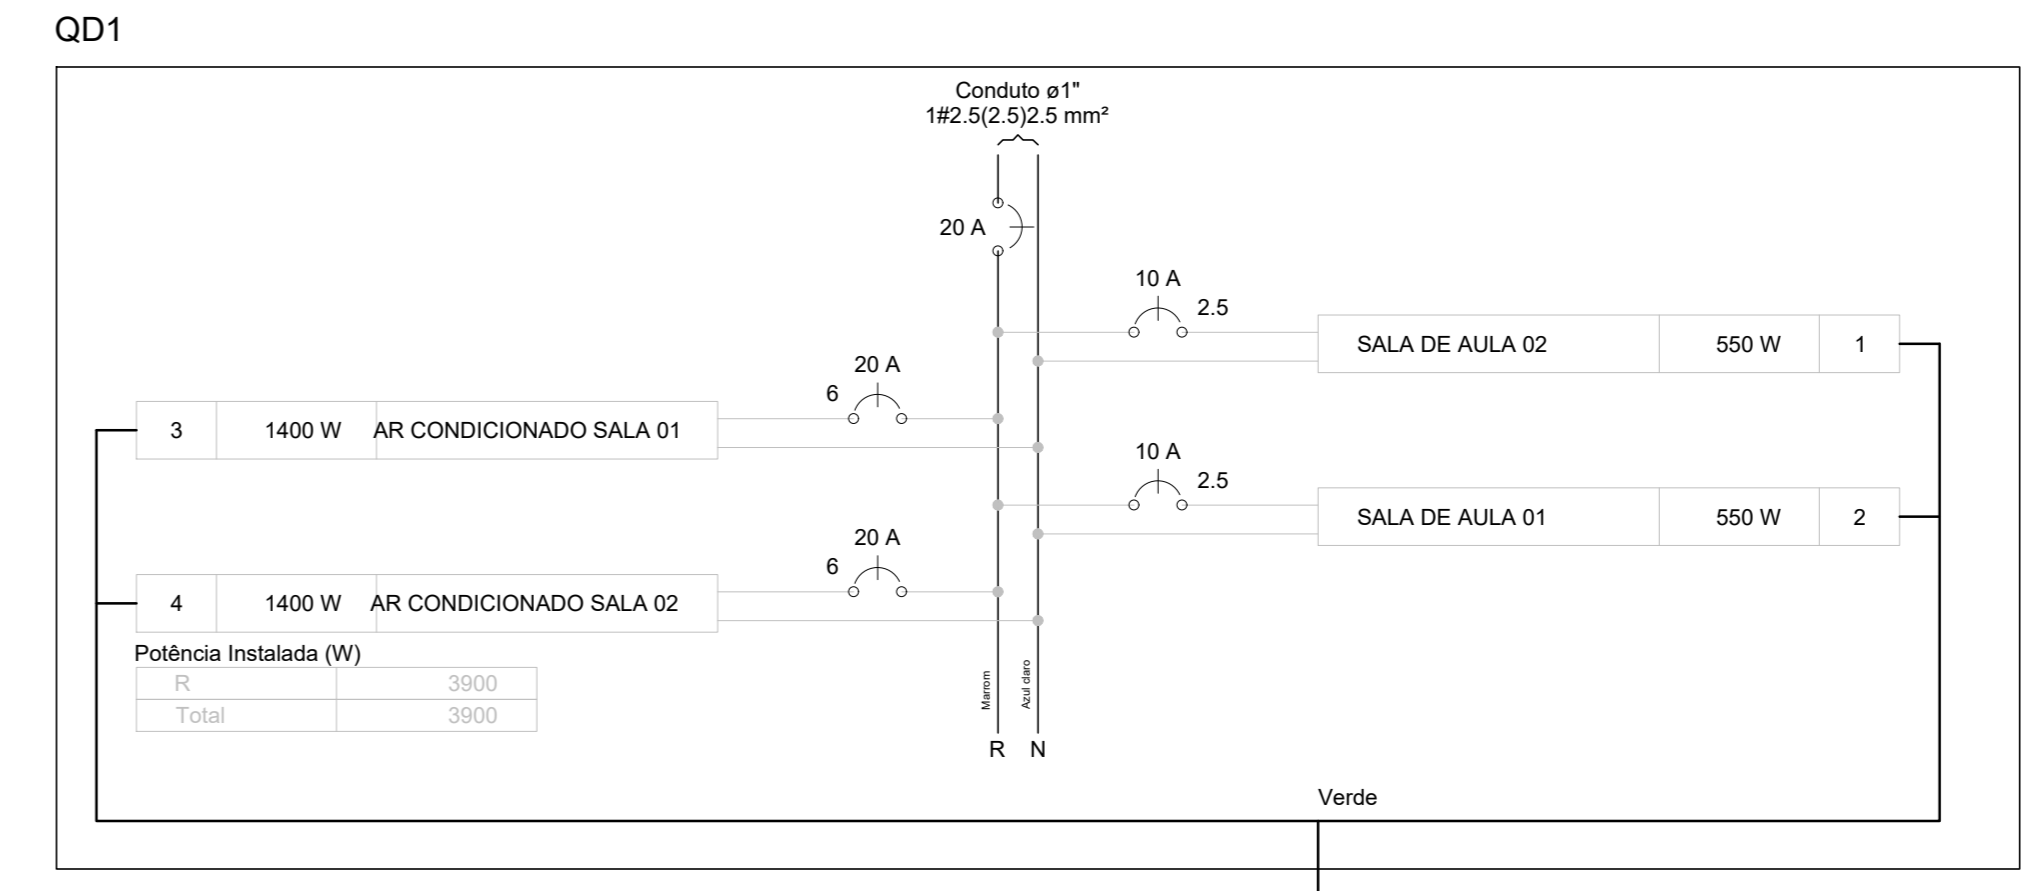 QD1
Conduto ø1"
1#2.5(2.5)2.5 mm²
20 A
10 A
2.5
SALA DE AULA 02 550 W 1
20 A
6
3 1400 W AR CONDICIONADO SALA 01
10 A
2.5
SALA DE AULA 01 550 W 2
20 A
6
4 1400 W AR CONDICIONADO SALA 02
Potência Instalada (W)
R 3900
Total 3900
Marrom
Azul claro
R N
Verde